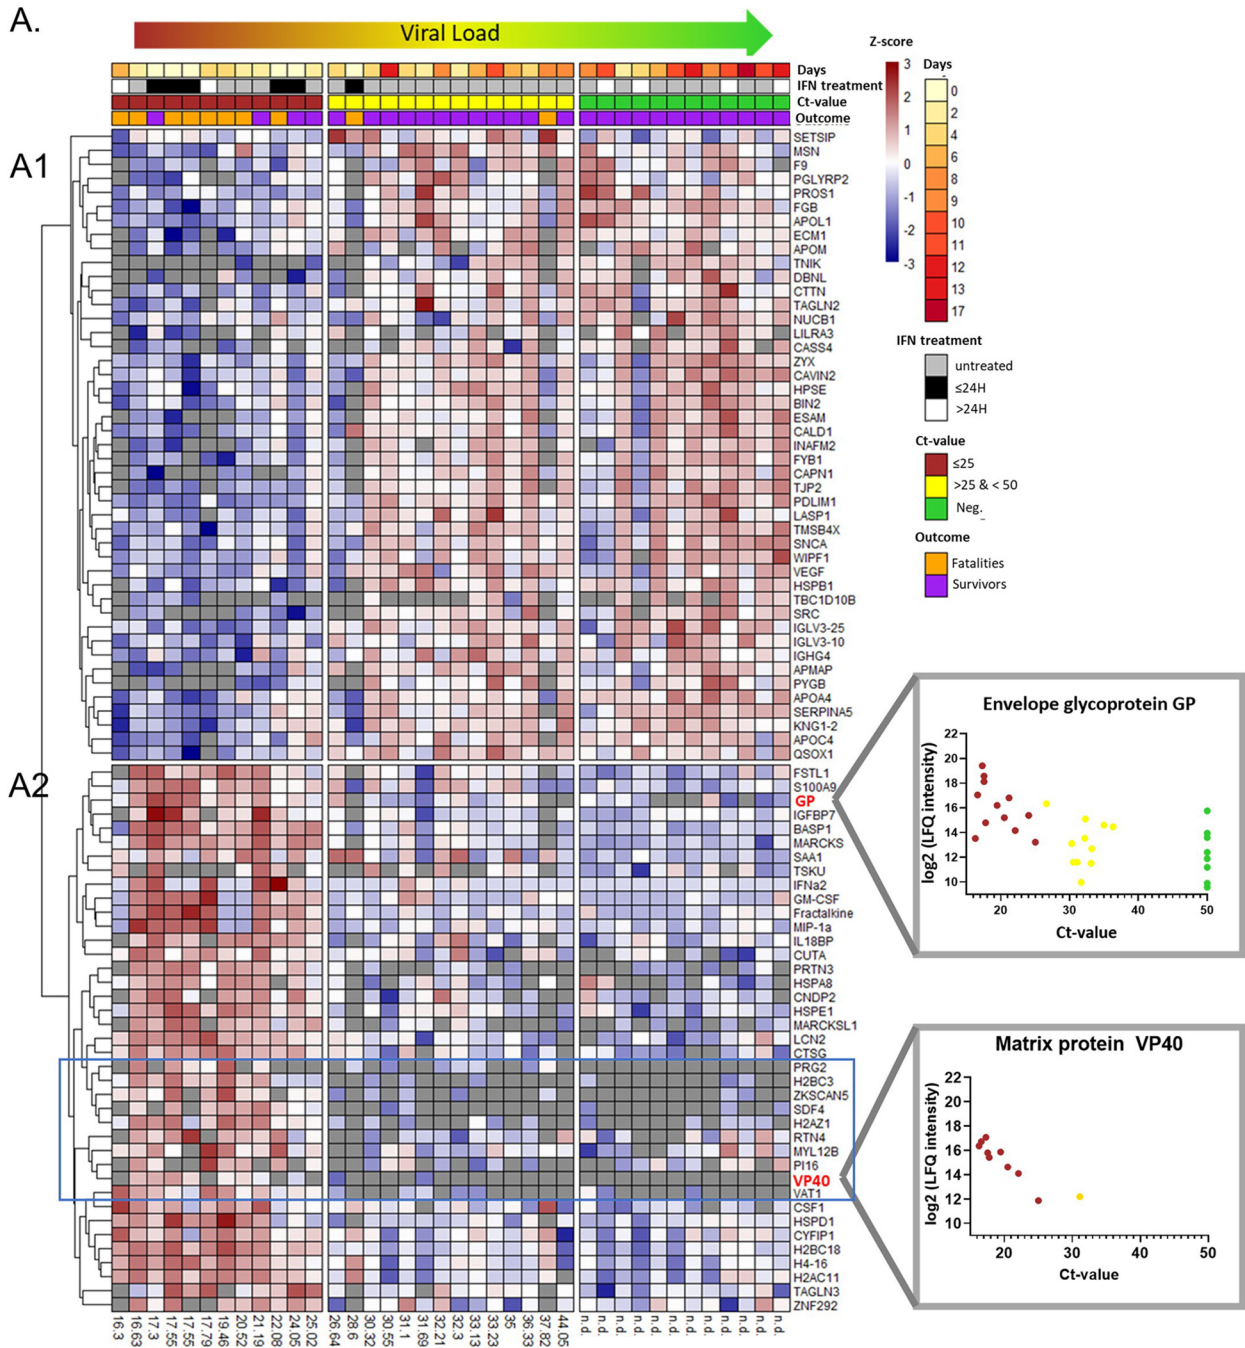 A.
Viral Load
Days
IFN treatment
Ct-value
Outcome
Z-score
3
2
1
0
-1
-2
-3
Days
0
2
4
6
8
9
10
11
12
13
17
IFN treatment
untreated
≤24H
>24H
Ct-value
≤25
>25 & < 50
Neg.
Outcome
Fatalities
Survivors
A1
SETSIP
MSN
F9
PGLYRP2
PROS1
FGB
APOL1
ECM1
APOM
TNIK
DBNL
CTTN
TAGLN2
NUCB1
LILRA3
CASS4
ZYX
CAVIN2
HPSE
BIN2
ESAM
CALD1
INAFM2
FYB1
CAPN1
TJP2
PDLIM1
LASP1
TMSB4X
SNCA
WIPF1
VEGF
HSPB1
TBC1D10B
SRC
IGLV3-25
IGLV3-10
IGHG4
APMAP
PYGB
APOA4
SERPINA5
KNG1-2
APOC4
QSOX1
A2
FSTL1
S100A9
GP
IGFBP7
BASP1
MARCKS
SAA1
TSKU
IFNa2
GM-CSF
Fractalkine
MIP-1a
IL18BP
CUTA
PRTN3
HSPA8
CNDP2
HSPE1
MARCKSL1
LCN2
CTSG
PRG2
H2BC3
ZKSCAN5
SDF4
H2AZ1
RTN4
MYL12B
PI16
VP40
VAT1
CSF1
HSPD1
CYFIP1
H2BC18
H4-16
H2AC11
TAGLN3
ZNF292
16.3
16.63
17.3
17.55
17.55
17.79
19.46
20.52
21.19
22.08
24.05
25.02
26.64
28.6
30.32
30.55
31.1
31.69
32.21
32.3
33.13
33.23
35
36.33
37.82
44.05
n.d.
n.d.
n.d.
n.d.
n.d.
n.d.
n.d.
n.d.
n.d.
n.d.
n.d.
n.d.
Envelope glycoprotein GP
log2 (LFQ intensity)
22
20
18
16
14
12
10
20
30
40
50
Ct-value
Matrix protein VP40
log2 (LFQ intensity)
22
20
18
16
14
12
10
20
30
40
50
Ct-value